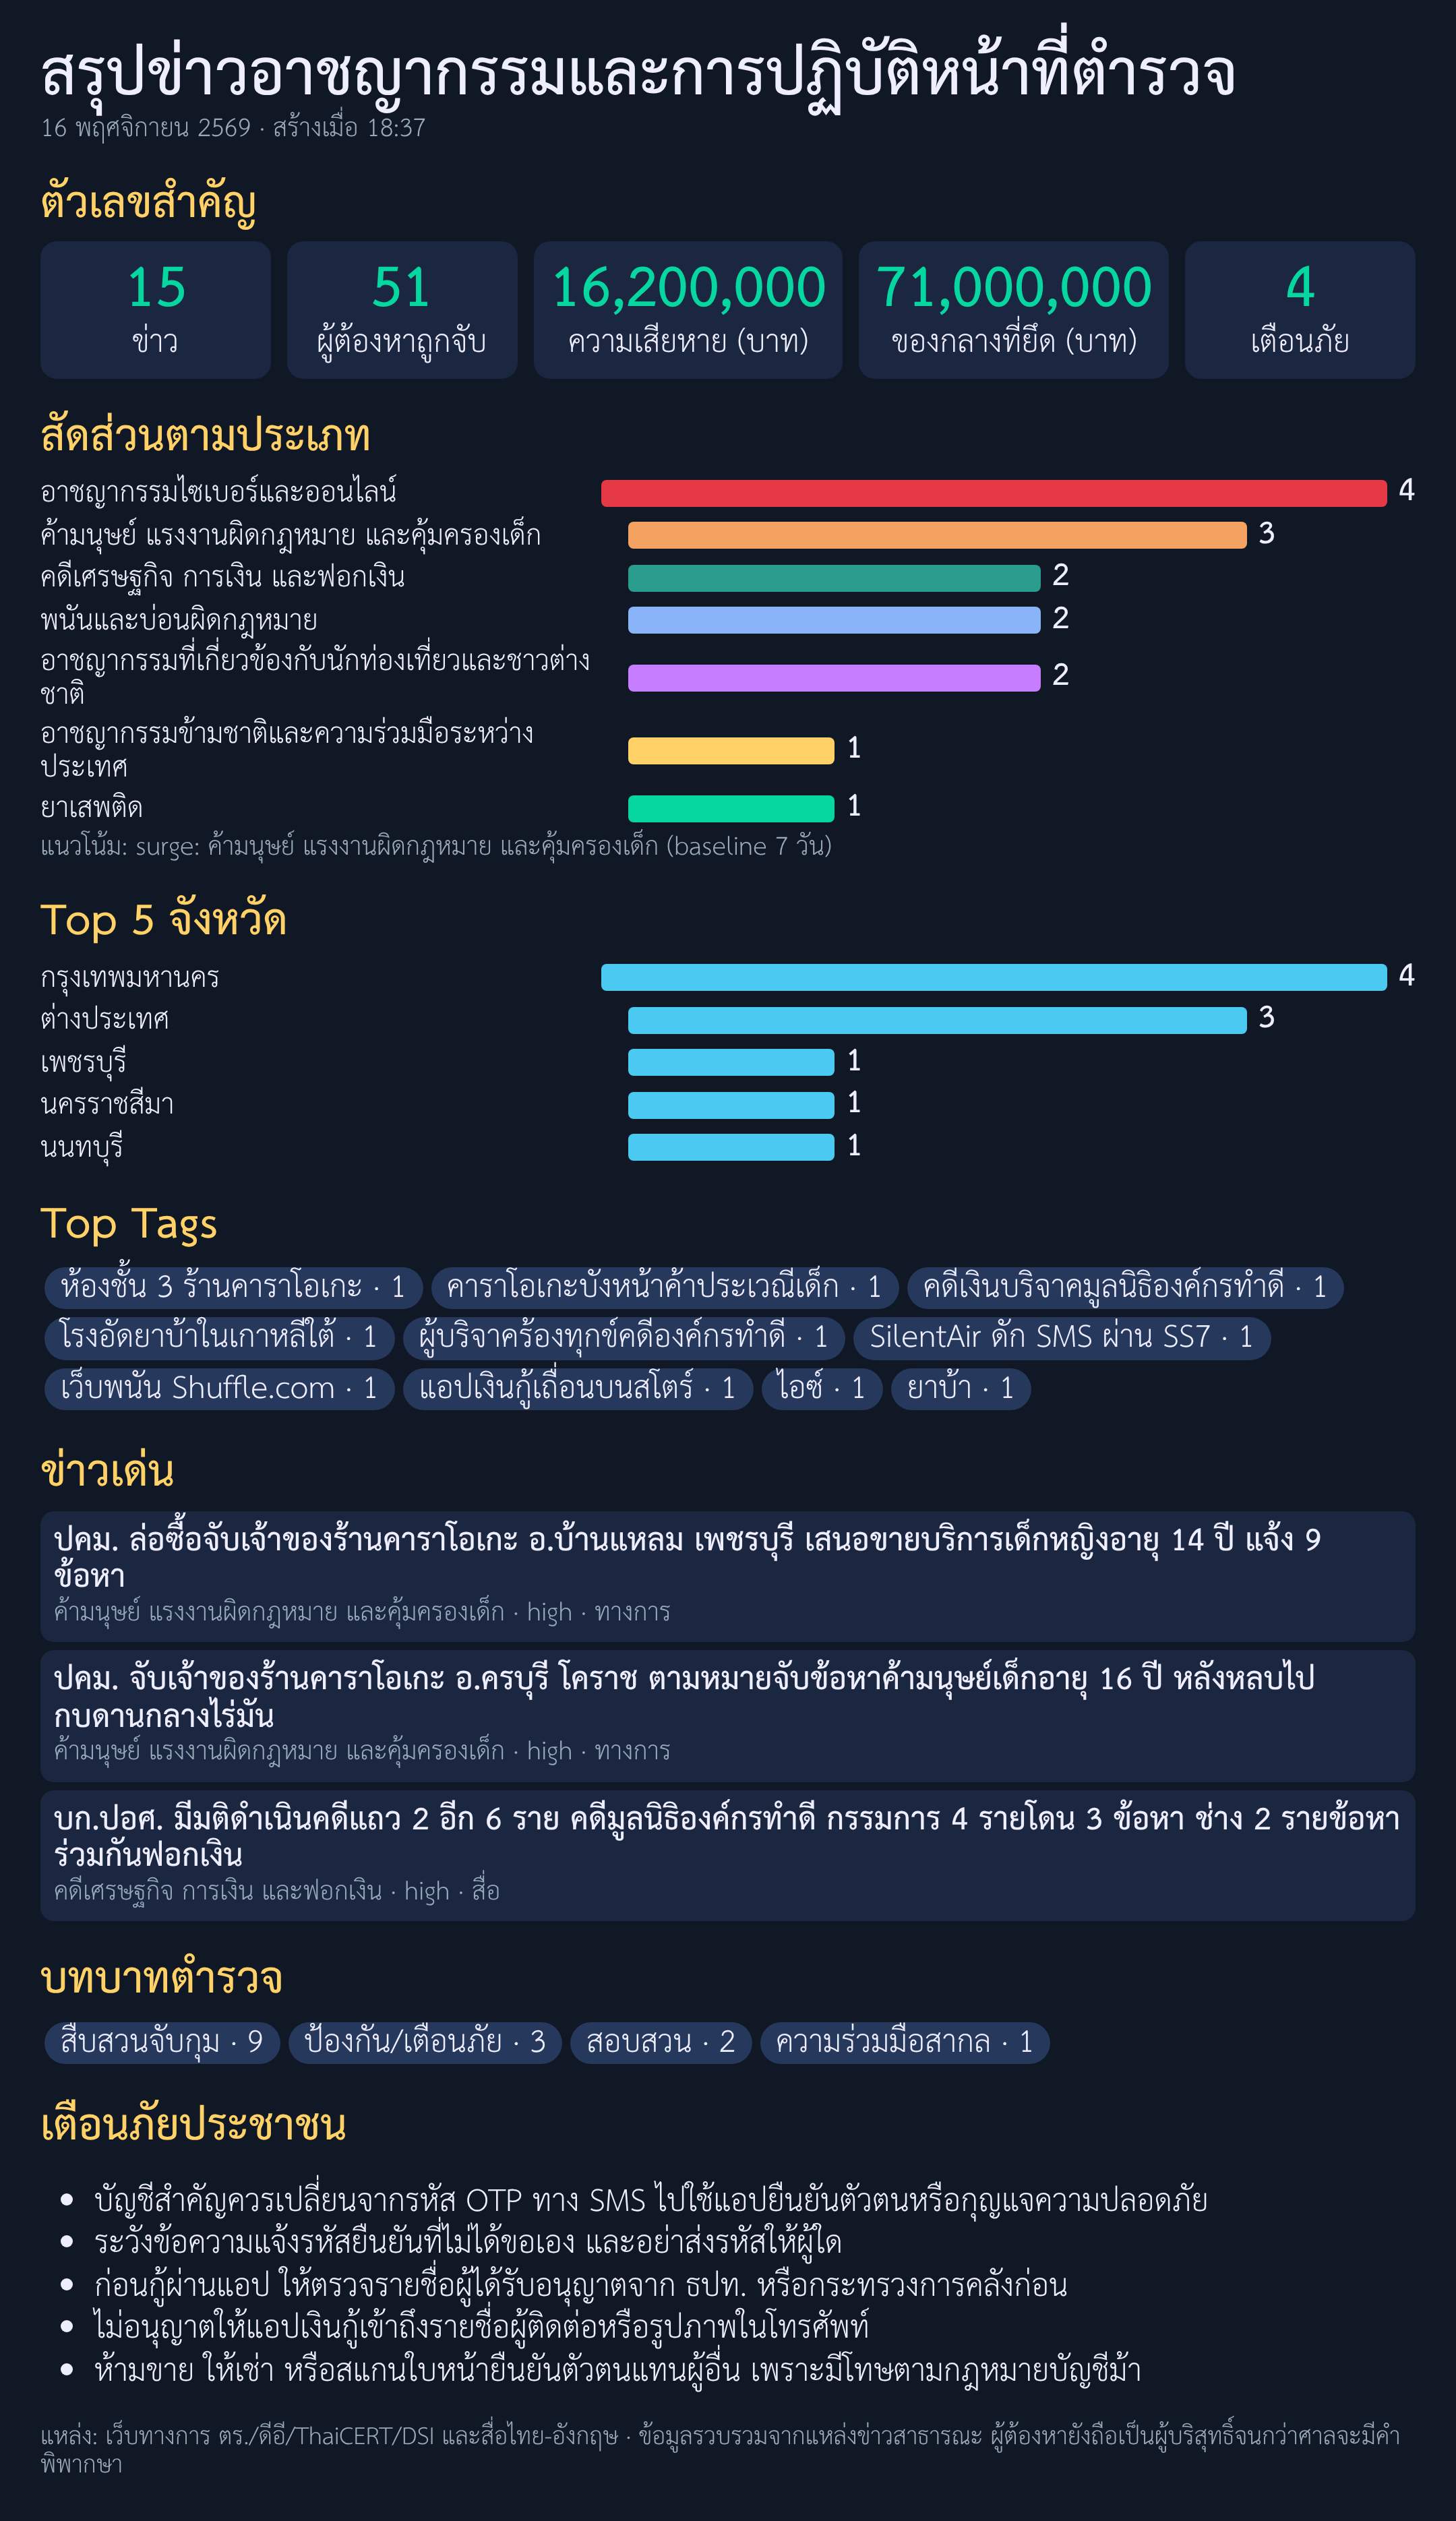 สรุปข่าวอาชญากรรมและการปฏิบัติหน้าที่ตำรวจ
16 พฤศจิกายน 2569 · สร้างเมื่อ 18:37
ตัวเลขสำคัญ
15
ข่าว
51
ผู้ต้องหาถูกจับ
16,200,000
ความเสียหาย (บาท)
71,000,000
ของกลางที่ยึด (บาท)
4
เตือนภัย
สัดส่วนตามประเภท
อาชญากรรมไซเบอร์และออนไลน์ 4
ค้ามนุษย์ แรงงานผิดกฎหมาย และคุ้มครองเด็ก 3
คดีเศรษฐกิจ การเงิน และฟอกเงิน 2
พนันและบ่อนผิดกฎหมาย 2
อาชญากรรมที่เกี่ยวข้องกับนักท่องเที่ยวและชาวต่าง
ชาติ 2
อาชญากรรมข้ามชาติและความร่วมมือระหว่าง
ประเทศ 1
ยาเสพติด 1
แนวโน้ม: surge: ค้ามนุษย์ แรงงานผิดกฎหมาย และคุ้มครองเด็ก (baseline 7 วัน)
Top 5 จังหวัด
กรุงเทพมหานคร 4
ต่างประเทศ 3
เพชรบุรี 1
นครราชสีมา 1
นนทบุรี 1
Top Tags
ห้องชั้น 3 ร้านคาราโอเกะ · 1 คาราโอเกะบังหน้าค้าประเวณีเด็ก · 1 คดีเงินบริจาคมูลนิธิองค์กรทำดี · 1
โรงอัดยาบ้าในเกาหลีใต้ · 1 ผู้บริจาคร้องทุกข์คดีองค์กรทำดี · 1 SilentAir ดัก SMS ผ่าน SS7 · 1
เว็บพนัน Shuffle.com · 1 แอปเงินกู้เถื่อนบนสโตร์ · 1 ไอซ์ · 1 ยาบ้า · 1
ข่าวเด่น
ปคม. ล่อซื้อจับเจ้าของร้านคาราโอเกะ อ.บ้านแหลม เพชรบุรี เสนอขายบริการเด็กหญิงอายุ 14 ปี แจ้ง 9
ข้อหา
ค้ามนุษย์ แรงงานผิดกฎหมาย และคุ้มครองเด็ก · high · ทางการ
ปคม. จับเจ้าของร้านคาราโอเกะ อ.ครบุรี โคราช ตามหมายจับข้อหาค้ามนุษย์เด็กอายุ 16 ปี หลังหลบไป
กบดานกลางไร่มัน
ค้ามนุษย์ แรงงานผิดกฎหมาย และคุ้มครองเด็ก · high · ทางการ
บก.ปอศ. มีมติดำเนินคดีแถว 2 อีก 6 ราย คดีมูลนิธิองค์กรทำดี กรรมการ 4 รายโดน 3 ข้อหา ช่าง 2 รายข้อหา
ร่วมกันฟอกเงิน
คดีเศรษฐกิจ การเงิน และฟอกเงิน · high · สื่อ
บทบาทตำรวจ
สืบสวนจับกุม · 9 ป้องกัน/เตือนภัย · 3 สอบสวน · 2 ความร่วมมือสากล · 1
เตือนภัยประชาชน
• บัญชีสำคัญควรเปลี่ยนจากรหัส OTP ทาง SMS ไปใช้แอปยืนยันตัวตนหรือกุญแจความปลอดภัย
• ระวังข้อความแจ้งรหัสยืนยันที่ไม่ได้ขอเอง และอย่าส่งรหัสให้ผู้ใด
• ก่อนกู้ผ่านแอป ให้ตรวจรายชื่อผู้ได้รับอนุญาตจาก ธปท. หรือกระทรวงการคลังก่อน
• ไม่อนุญาตให้แอปเงินกู้เข้าถึงรายชื่อผู้ติดต่อหรือรูปภาพในโทรศัพท์
• ห้ามขาย ให้เช่า หรือสแกนใบหน้ายืนยันตัวตนแทนผู้อื่น เพราะมีโทษตามกฎหมายบัญชีม้า
แหล่ง: เว็บทางการ ตร./ดีอี/ThaiCERT/DSI และสื่อไทย-อังกฤษ · ข้อมูลรวบรวมจากแหล่งข่าวสาธารณะ ผู้ต้องหายังถือเป็นผู้บริสุทธิ์จนกว่าศาลจะมีคำ
พิพากษา